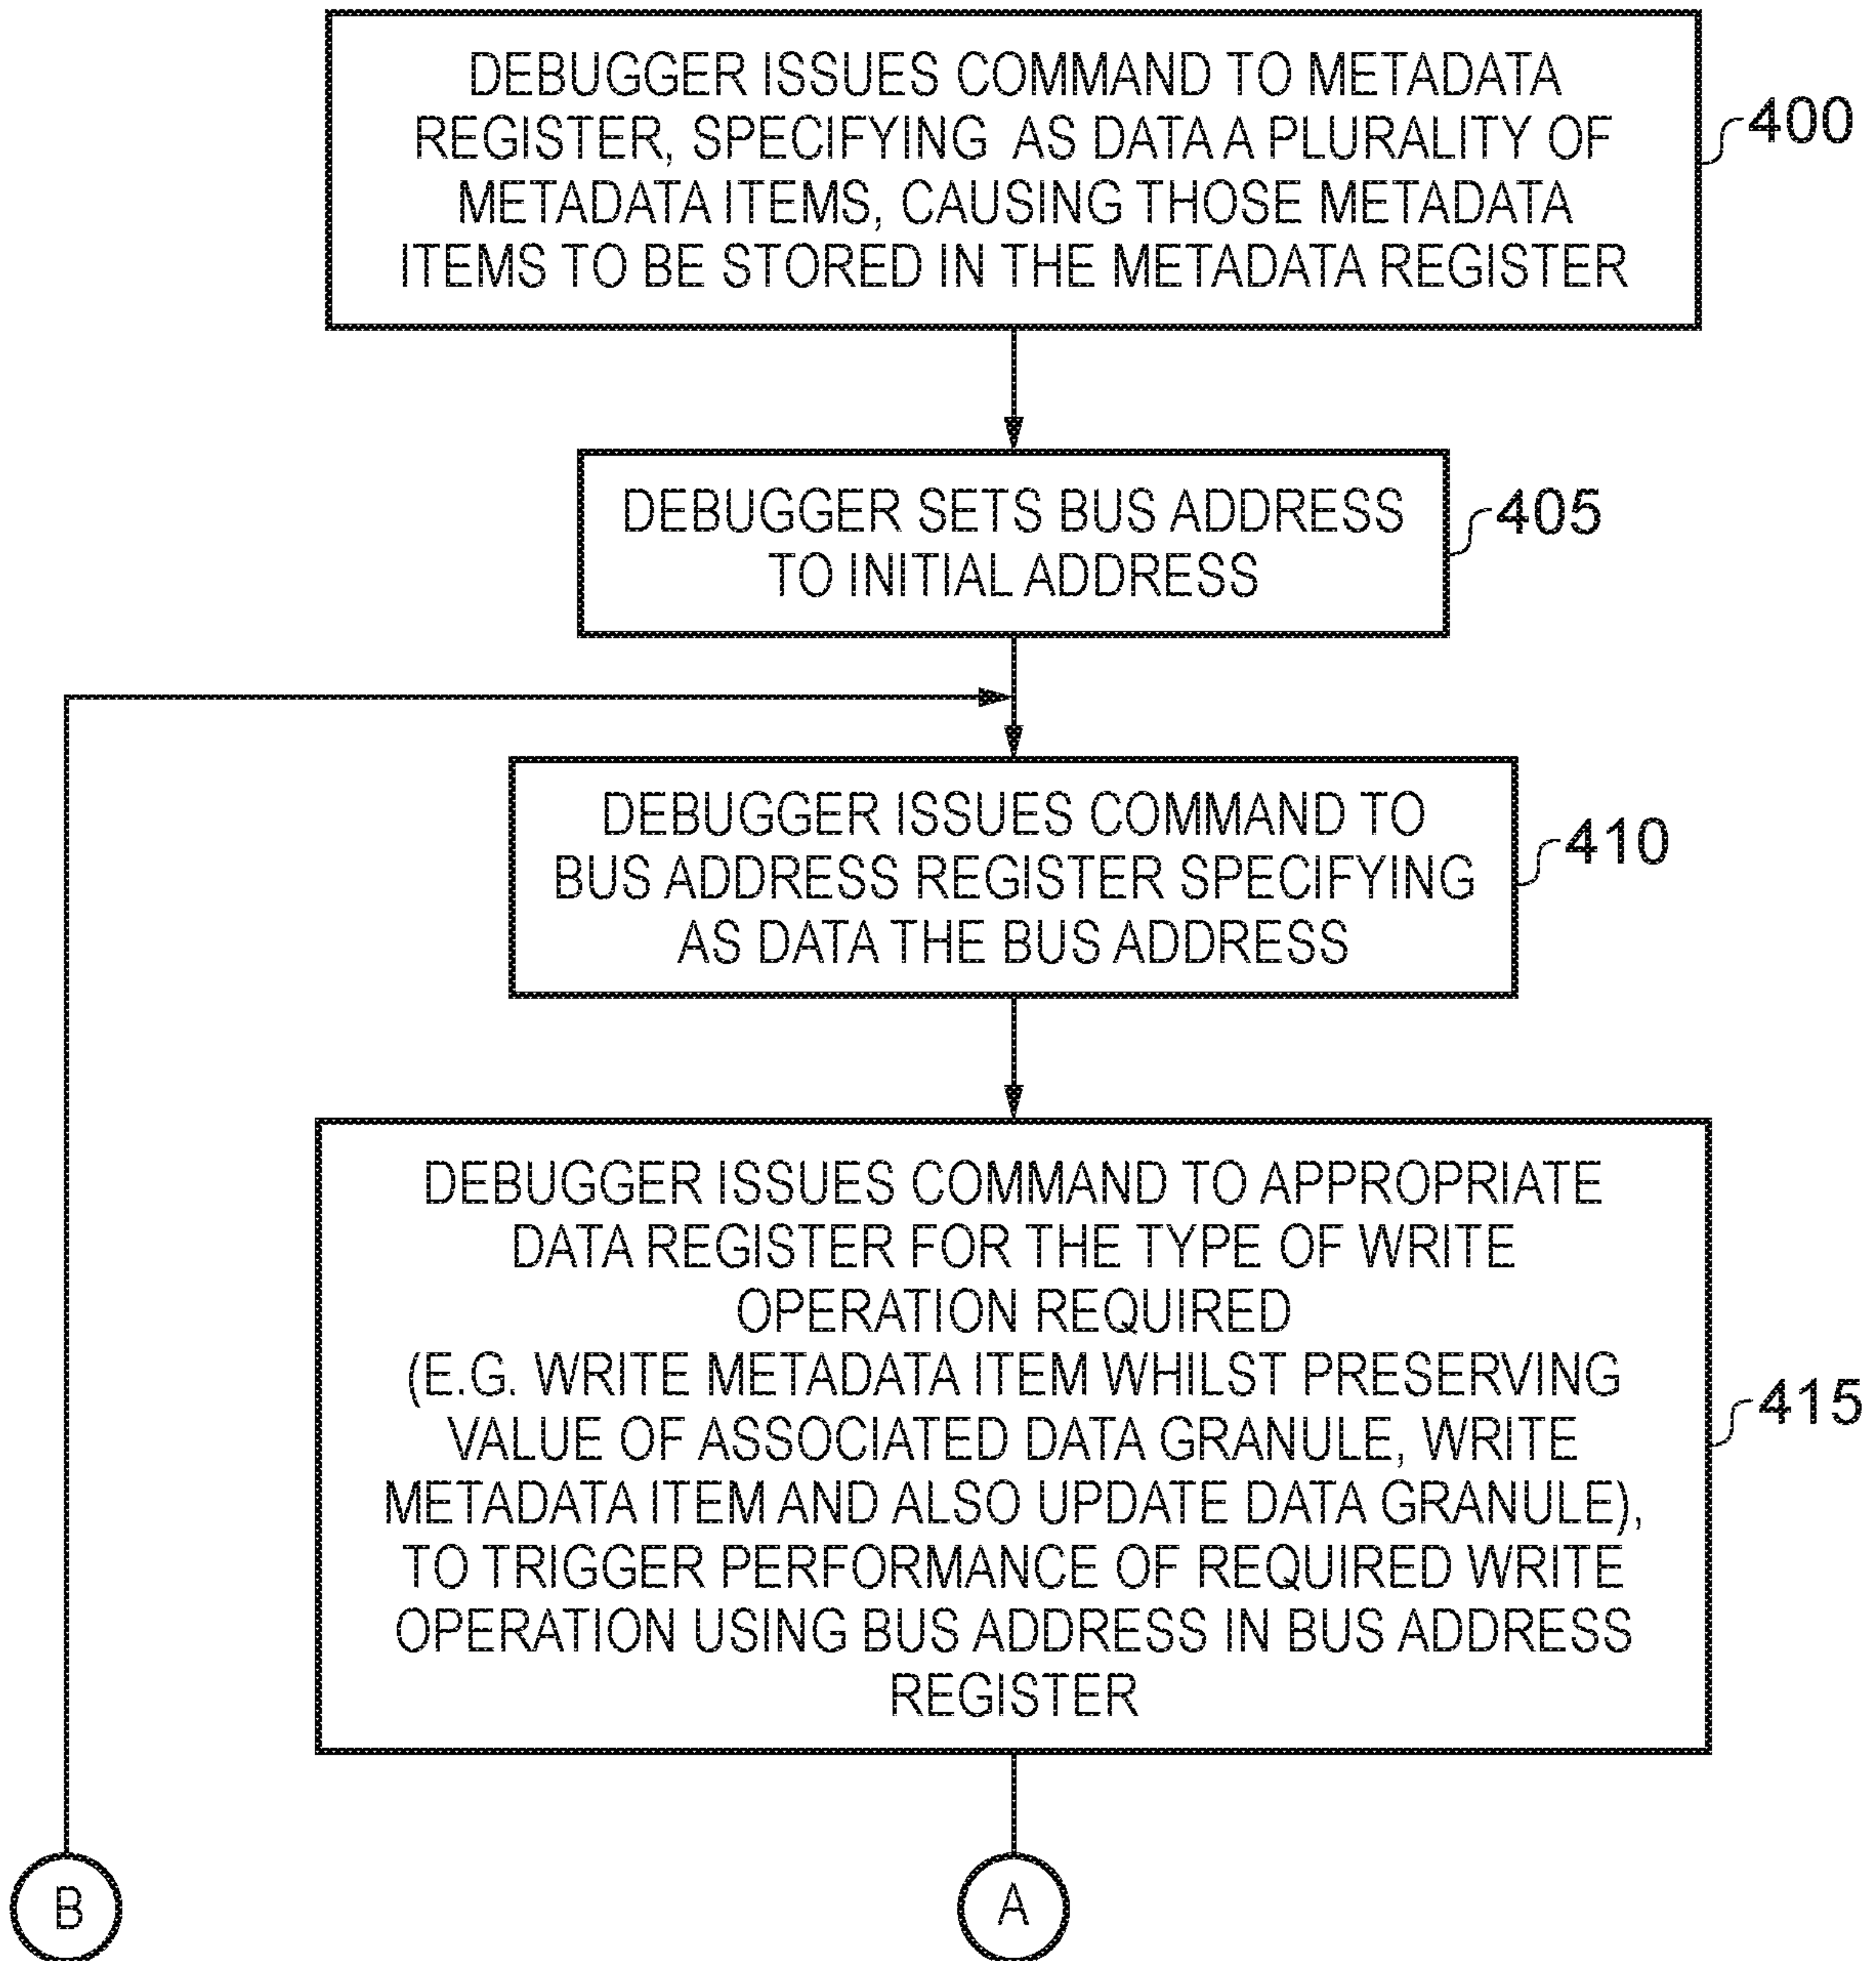 DEBUGGER ISSUES COMMAND TO METADATA
REGISTER, SPECIFYING AS DATA A PLURALITY OF
METADATA ITEMS, CAUSING THOSE METADATA
ITEMS TO BE STORED IN THE METADATA REGISTER
400
DEBUGGER SETS BUS ADDRESS
TO INITIAL ADDRESS
405
DEBUGGER ISSUES COMMAND TO
BUS ADDRESS REGISTER SPECIFYING
AS DATA THE BUS ADDRESS
410
DEBUGGER ISSUES COMMAND TO APPROPRIATE
DATA REGISTER FOR THE TYPE OF WRITE
OPERATION REQUIRED
(E.G. WRITE METADATA ITEM WHILST PRESERVING
VALUE OF ASSOCIATED DATA GRANULE, WRITE
METADATA ITEM AND ALSO UPDATE DATA GRANULE),
TO TRIGGER PERFORMANCE OF REQUIRED WRITE
OPERATION USING BUS ADDRESS IN BUS ADDRESS
REGISTER
415
B
A